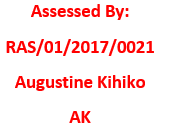 Assessed By:
RAS/01/2017/0021
Augustine Kihiko
AK